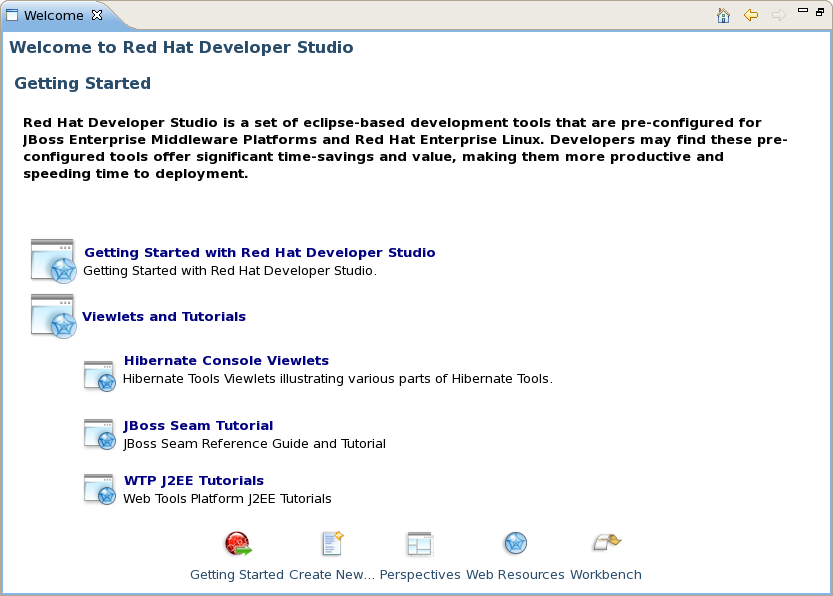 Welcome
Welcome to Red Hat Developer Studio
Getting Started
Red Hat Developer Studio is a set of eclipse-based development tools that are pre-configured for
JBoss Enterprise Middleware Platforms and Red Hat Enterprise Linux. Developers may find these pre-
configured tools offer significant time-savings and value, making them more productive and
speeding time to deployment.
Getting Started with Red Hat Developer Studio
Getting Started with Red Hat Developer Studio.
Viewlets and Tutorials
Hibernate Console Viewlets
Hibernate Tools Viewlets illustrating various parts of Hibernate Tools.
JBoss Seam Tutorial
JBoss Seam Reference Guide and Tutorial
WTP J2EE Tutorials
Web Tools Platform J2EE Tutorials
Getting Started Create New... Perspectives Web Resources Workbench